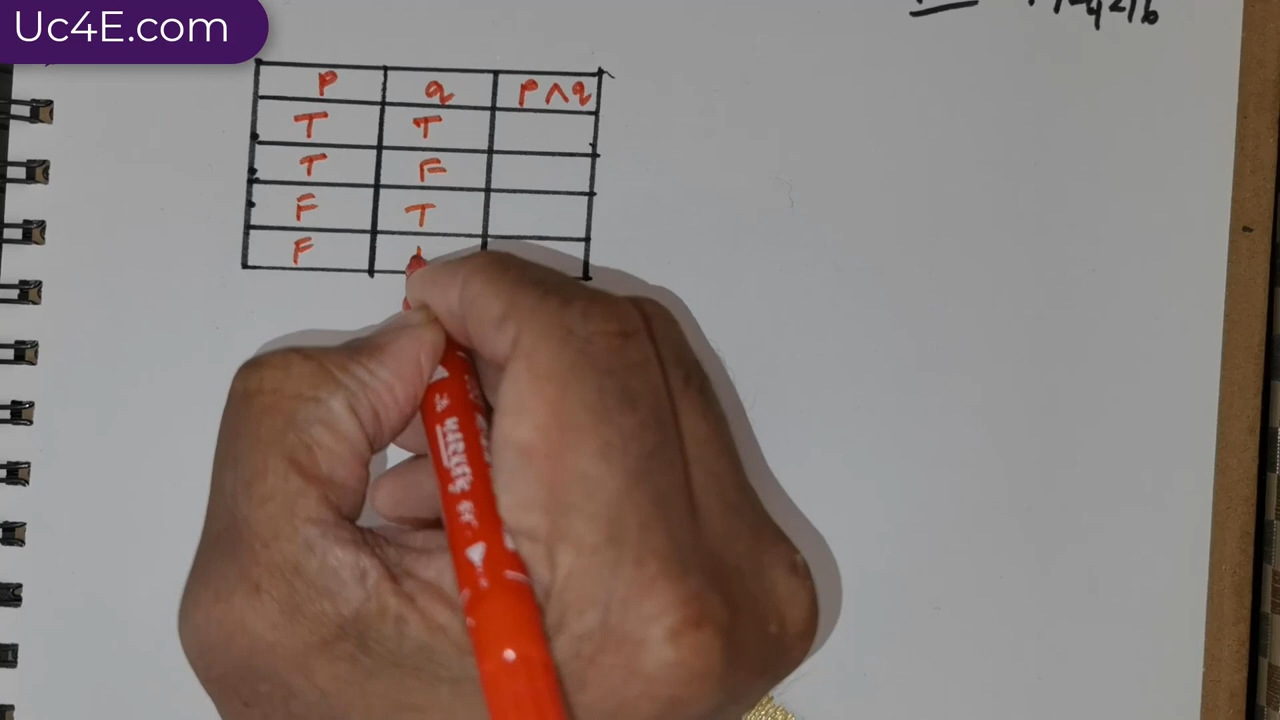 Uc4E.com
P q P ∧ q
T T
T F
F T
F